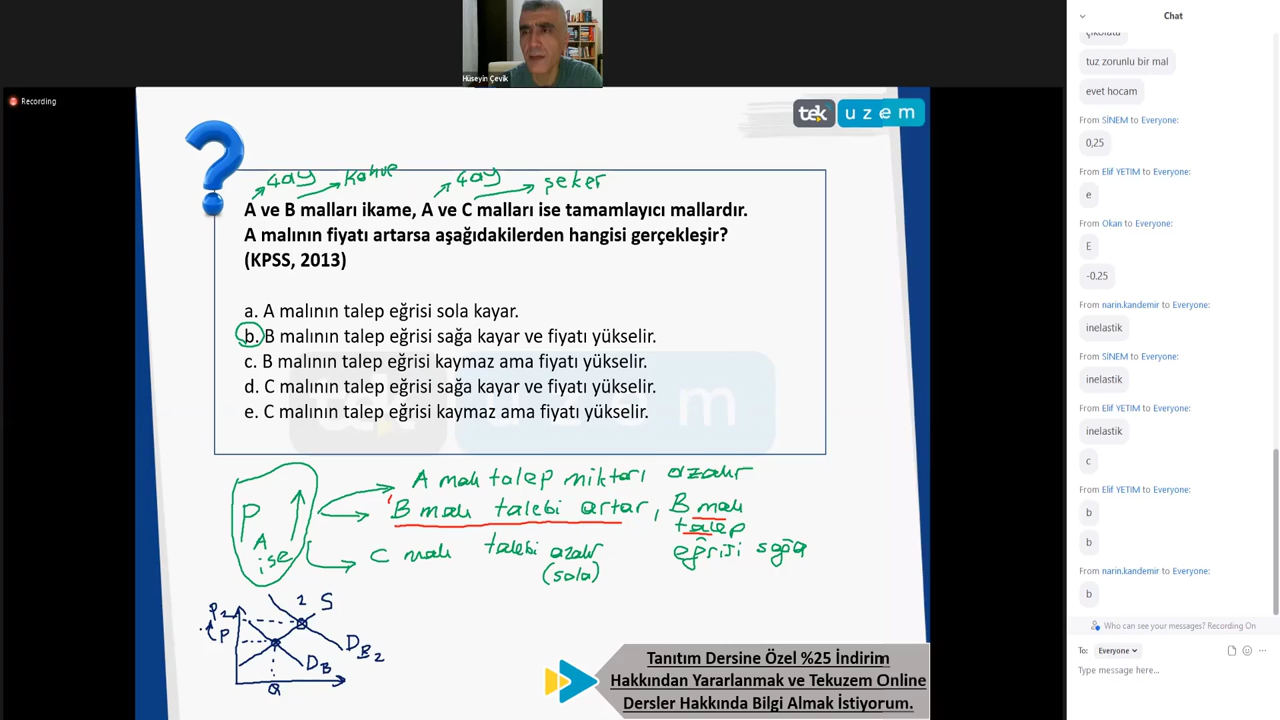 Hüseyin Çevik
Recording
tek uzem
çay kahve çay şeker
A ve B malları ikame, A ve C malları ise tamamlayıcı mallardır.
A malının fiyatı artarsa aşağıdakilerden hangisi gerçekleşir?
(KPSS, 2013)
a. A malının talep eğrisi sola kayar.
b. B malının talep eğrisi sağa kayar ve fiyatı yükselir.
c. B malının talep eğrisi kaymaz ama fiyatı yükselir.
d. C malının talep eğrisi sağa kayar ve fiyatı yükselir.
e. C malının talep eğrisi kaymaz ama fiyatı yükselir.
P A ise
A malı talep miktarı azalır
B malı talebi artar, B malı
talep
eğrisi sağa
C malı talebi azalır
(sola)
P2 2 S
P
DB2
DB
Q
Tanıtım Dersine Özel %25 İndirim
Hakkından Yararlanmak ve Tekuzem Online
Dersler Hakkında Bilgi Almak İstiyorum.
Chat
çikolata
tuz zorunlu bir mal
evet hocam
From SİNEM to Everyone:
0,25
From Elif YETIM to Everyone:
e
From Okan to Everyone:
E
-0.25
From narin.kandemir to Everyone:
inelastik
From SİNEM to Everyone:
inelastik
From Elif YETIM to Everyone:
inelastik
c
From Elif YETIM to Everyone:
b
b
From narin.kandemir to Everyone:
b
Who can see your messages? Recording On
To: Everyone
Type message here...